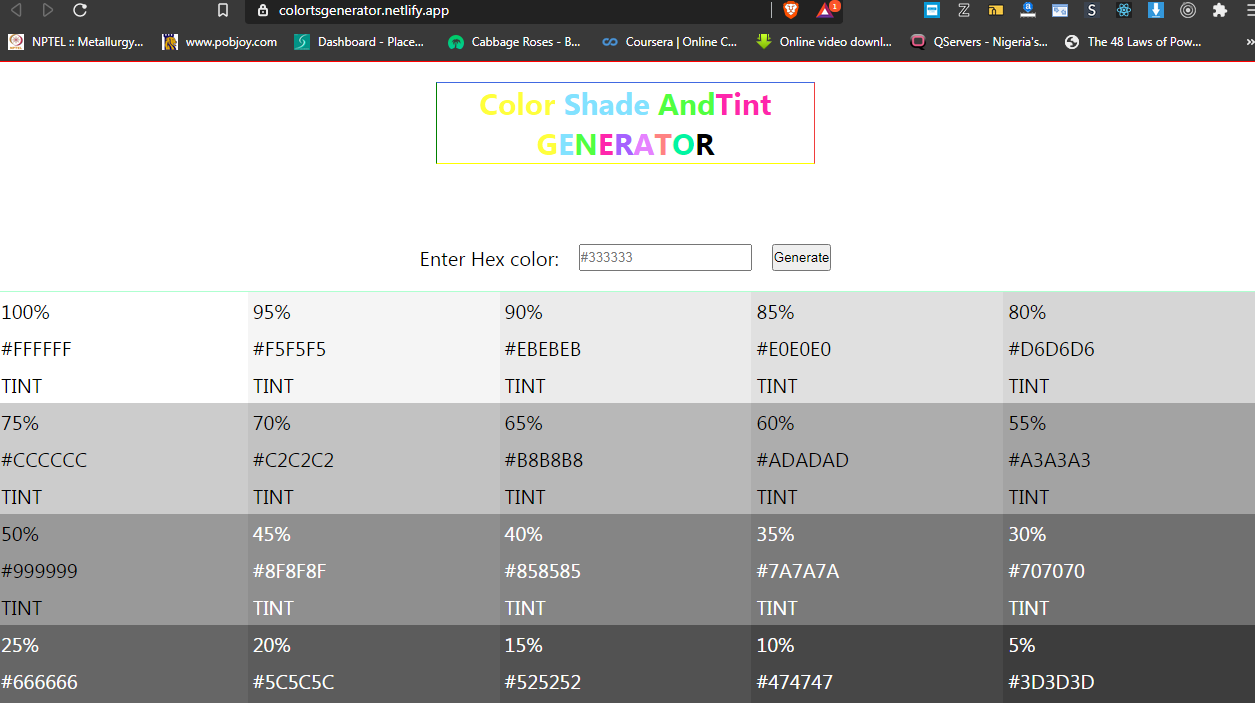 colortsgenerator.netlify.app
1
NPTEL :: Metallurgy...
www.pobjoy.com
Dashboard - Place...
Cabbage Roses - B...
Coursera | Online C...
Online video downl...
QServers - Nigeria's...
The 48 Laws of Pow...
»
Color Shade AndTint
GENERATOR
Enter Hex color:
#333333
Generate
100%
#FFFFFF
TINT
95%
#F5F5F5
TINT
90%
#EBEBEB
TINT
85%
#E0E0E0
TINT
80%
#D6D6D6
TINT
75%
#CCCCCC
TINT
70%
#C2C2C2
TINT
65%
#B8B8B8
TINT
60%
#ADADAD
TINT
55%
#A3A3A3
TINT
50%
#999999
TINT
45%
#8F8F8F
TINT
40%
#858585
TINT
35%
#7A7A7A
TINT
30%
#707070
TINT
25%
#666666
20%
#5C5C5C
15%
#525252
10%
#474747
5%
#3D3D3D